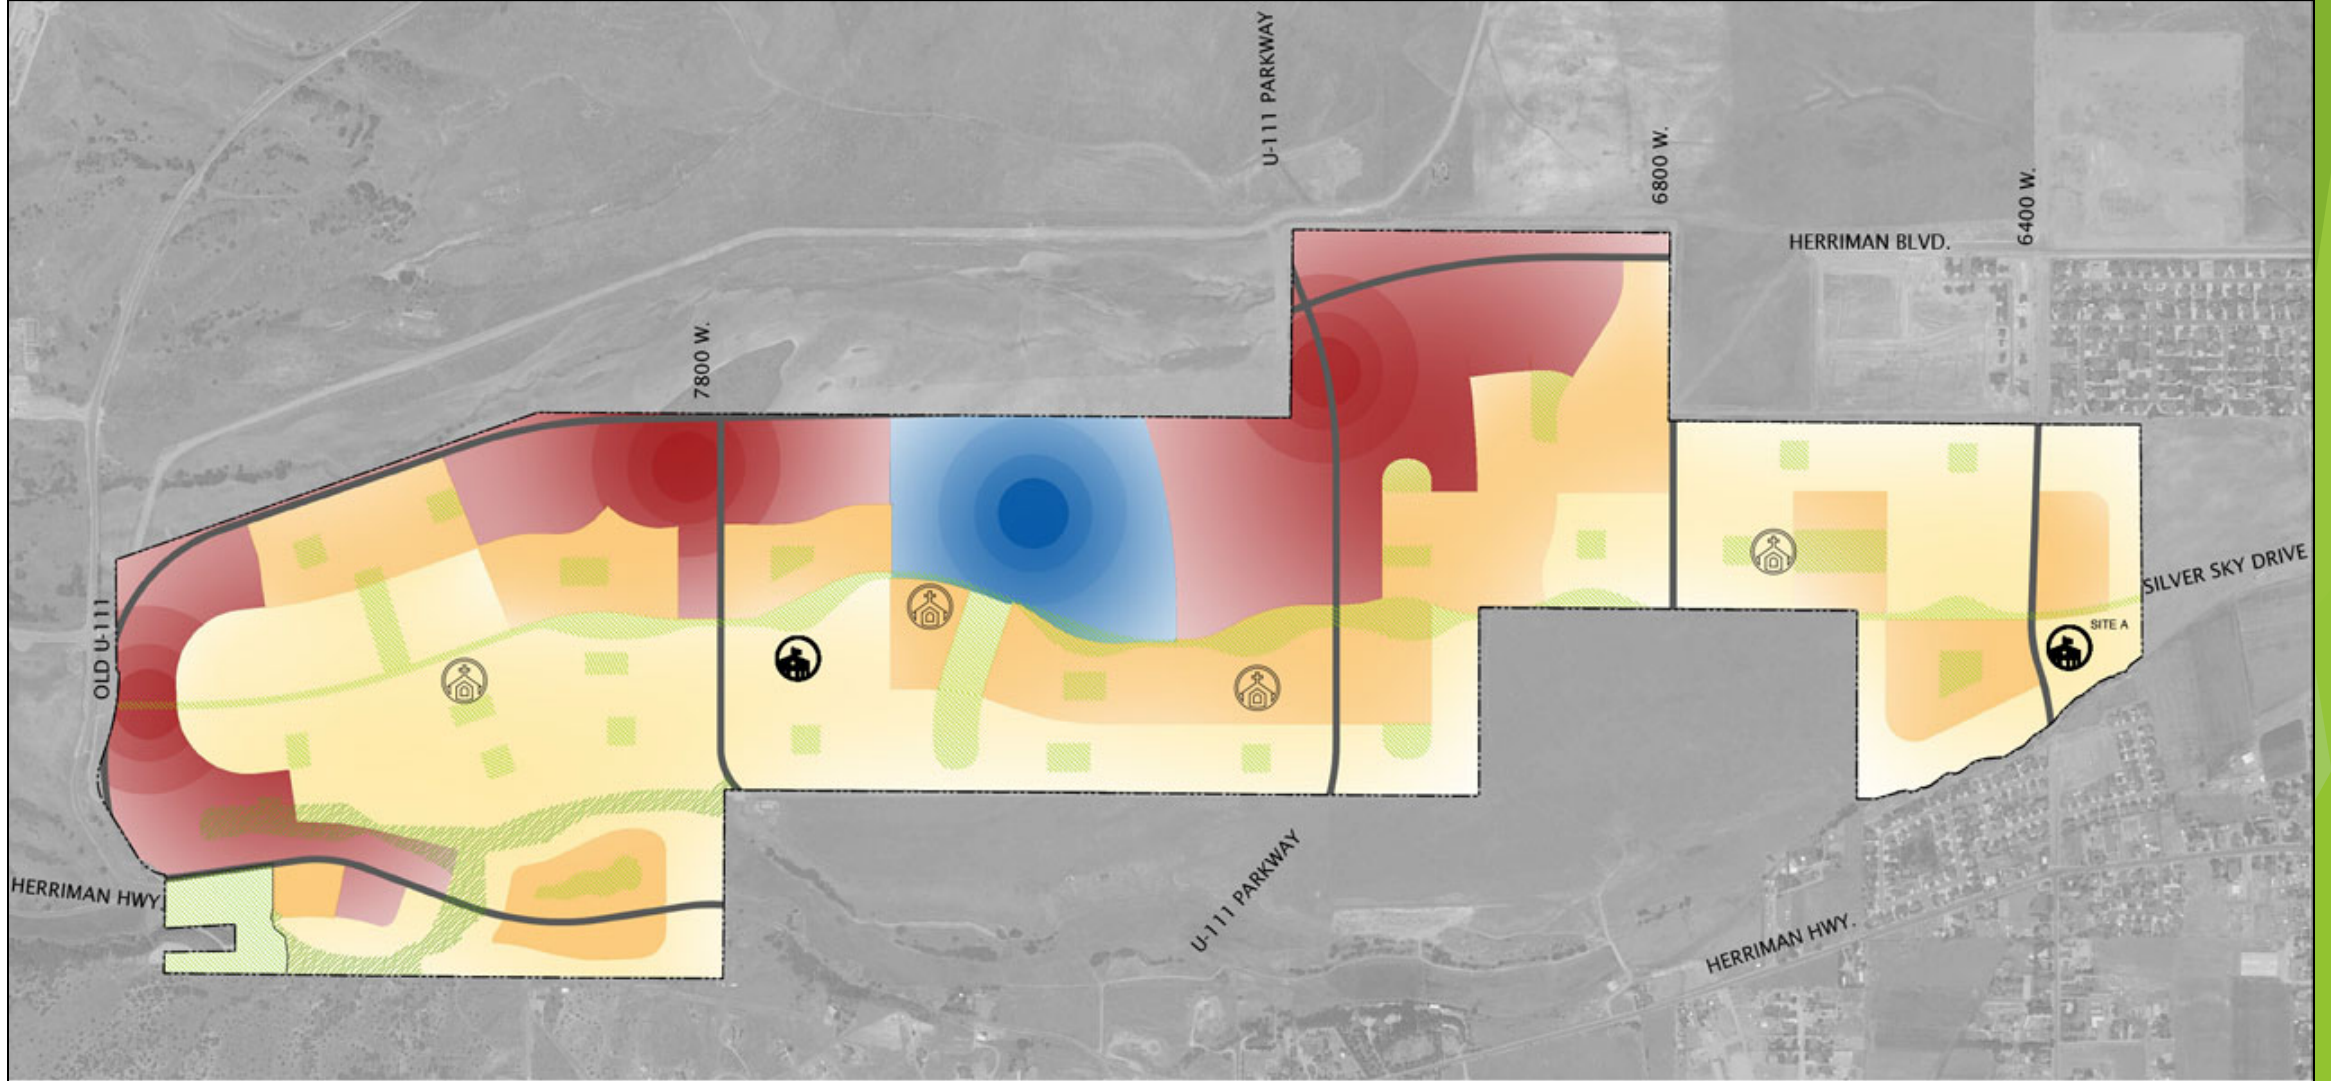 U-111 PARKWAY
6800 W.
6400 W.
HERRIMAN BLVD.
7800 W.
SILVER SKY DRIVE
OLD U-111
SITE A
HERRIMAN HWY.
U-111 PARKWAY
HERRIMAN HWY.